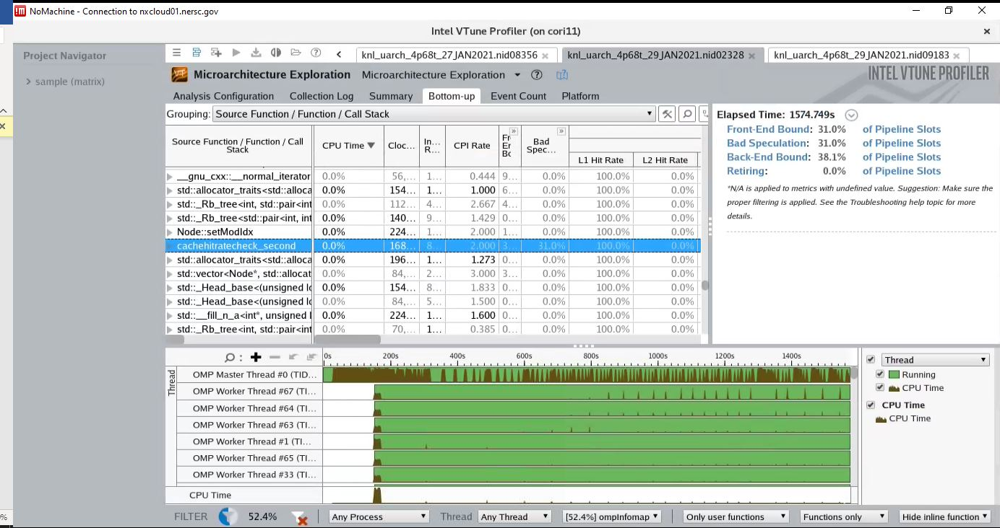 NoMachine - Connection to nxcloud01.nersc.gov
Intel VTune Profiler (on cori11)
Project Navigator
sample (matrix)
knl_uarch_4p68t_27JAN2021.nid08356
knl_uarch_4p68t_29JAN2021.nid02328
knl_uarch_4p68t_29JAN2021.nid09183
Microarchitecture Exploration Microarchitecture Exploration
INTEL VTUNE PROFILER
Analysis Configuration Collection Log Summary Bottom-up Event Count Platform
Grouping: Source Function / Function / Call Stack
Source Function / Function / Call Stack
CPU Time
Cloc...
In... R...
CPI Rate
Fr Er Bo
Bad Spec...
L1 Hit Rate L2 Hit Rate
__gnu_cxx::__normal_iterator 0.0% 56,... 1... 0.444 9... 0.0% 100.0% 0.0%
std::allocator_traits<std::alloca 0.0% 154... 1... 1.000 6... 0.0% 100.0% 0.0%
std::_Rb_tree<int, std::pair<int 0.0% 112... 4... 2.667 4... 0.0% 100.0% 0.0%
std::_Rb_tree<std::pair<int, int 0.0% 140... 9... 1.429 0... 0.0% 100.0% 0.0%
Node::setModIdx 0.0% 224... 1... 2.000 1... 0.0% 100.0% 0.0%
cachehitratecheck_second 0.0% 168... 8... 2.000 3... 31.0% 100.0% 0.0%
std::allocator_traits<std::alloca 0.0% 196... 1... 1.273 0... 0.0% 100.0% 0.0%
std::vector<Node*, std::allocat 0.0% 84,... 2... 3.000 3... 0.0% 100.0% 0.0%
std::_Head_base<(unsigned lo 0.0% 154... 8... 1.833 0... 0.0% 100.0% 0.0%
std::_Head_base<(unsigned lo 0.0% 84,... 5... 1.500 0... 0.0% 100.0% 0.0%
std::__fill_n_a<int*, unsigned l 0.0% 224... 1... 1.600 0... 0.0% 100.0% 0.0%
std::_Rb_tree<int, std::pair<int 0.0% 70,... 1... 0.385 0... 0.0% 100.0% 0.0%
Elapsed Time: 1574.749s
Front-End Bound: 31.0% of Pipeline Slots
Bad Speculation: 31.0% of Pipeline Slots
Back-End Bound: 38.1% of Pipeline Slots
Retiring: 0.0% of Pipeline Slots
*N/A is applied to metrics with undefined value. Suggestion: Make sure the
proper filtering is applied. See the Troubleshooting help topic for more
details.
0s 200s 400s 600s 800s 1000s 1200s 1400s
Thread
OMP Master Thread #0 (TID...
OMP Worker Thread #67 (TI...
OMP Worker Thread #64 (TI...
OMP Worker Thread #63 (TI...
OMP Worker Thread #1 (TI...
OMP Worker Thread #65 (TI...
OMP Worker Thread #33 (TI...
CPU Time
Thread
Running
CPU Time
CPU Time
CPU Time
FILTER 52.4% Any Process Thread Any Thread [52.4%] ompInfomap Only user functions Functions only Hide inline function